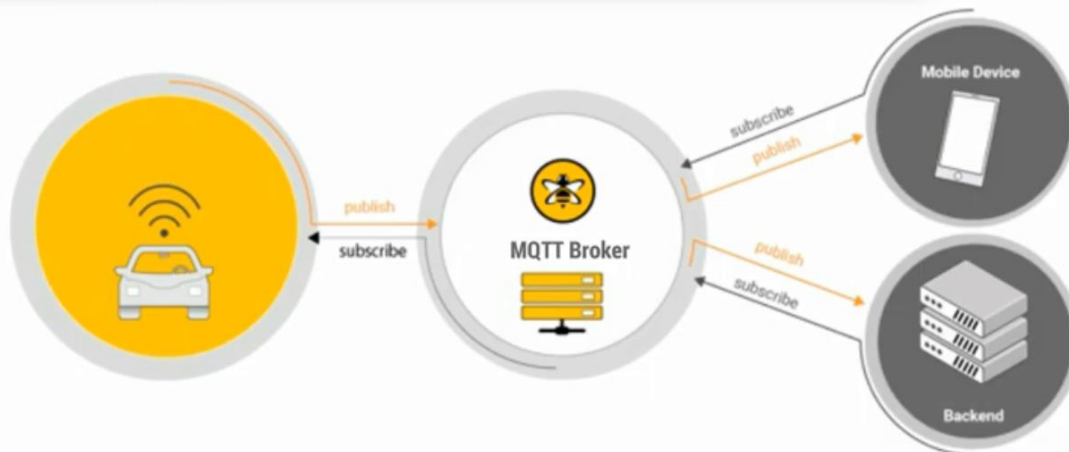 publish
subscribe
MQTT Broker
subscribe
publish
Mobile Device
publish
subscribe
Backend